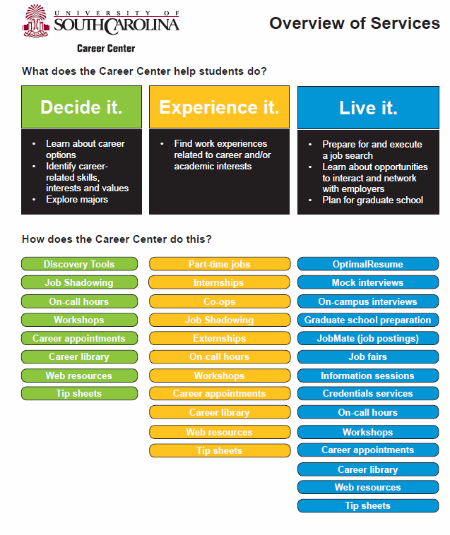 UNIVERSITY OF
SOUTH CAROLINA
Career Center
Overview of Services
What does the Career Center help students do?
Decide it.
• Learn about career
options
• Identify career-
related skills,
interests and values
• Explore majors
Experience it.
• Find work experiences
related to career and/or
academic interests
Live it.
• Prepare for and execute
a job search
• Learn about opportunities
to interact and network
with employers
• Plan for graduate school
How does the Career Center do this?
Discovery Tools
Job Shadowing
On-call hours
Workshops
Career appointments
Career library
Web resources
Tip sheets
Part-time jobs
Internships
Co-ops
Job Shadowing
Externships
On-call hours
Workshops
Career appointments
Career library
Web resources
Tip sheets
OptimalResume
Mock interviews
On-campus interviews
Graduate school preparation
JobMate (job postings)
Job fairs
Information sessions
Credentials services
On-call hours
Workshops
Career appointments
Career library
Web resources
Tip sheets